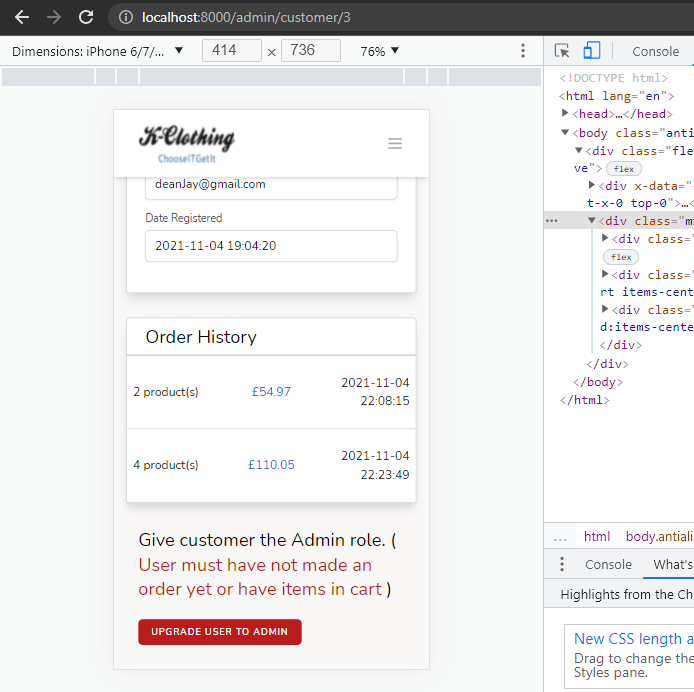 localhost:8000/admin/customer/3
Dimensions: iPhone 6/7/... ▼ 414 × 736 76% ▼
Console
K-Clothing
ChooseITGetIt
deanJay@gmail.com
Date Registered
2021-11-04 19:04:20
Order History
2 product(s) £54.97 2021-11-04
22:08:15
4 product(s) £110.05 2021-11-04
22:23:49
Give customer the Admin role. (
User must have not made an
order yet or have items in cart )
UPGRADE USER TO ADMIN
<!DOCTYPE html>
<html lang="en">
<head>…</head>
<body class="anti
<div class="fle
ve"> flex
<div x-data="
t-x-0 top-0">…<
<div class="m
<div class="
flex
<div class="
rt items-cent
<div class="
d:items-cente
</div>
</div>
</body>
</html>
... html body.antiali
Console What's
Highlights from the Ch
New CSS length a
Drag to change the
Styles pane.